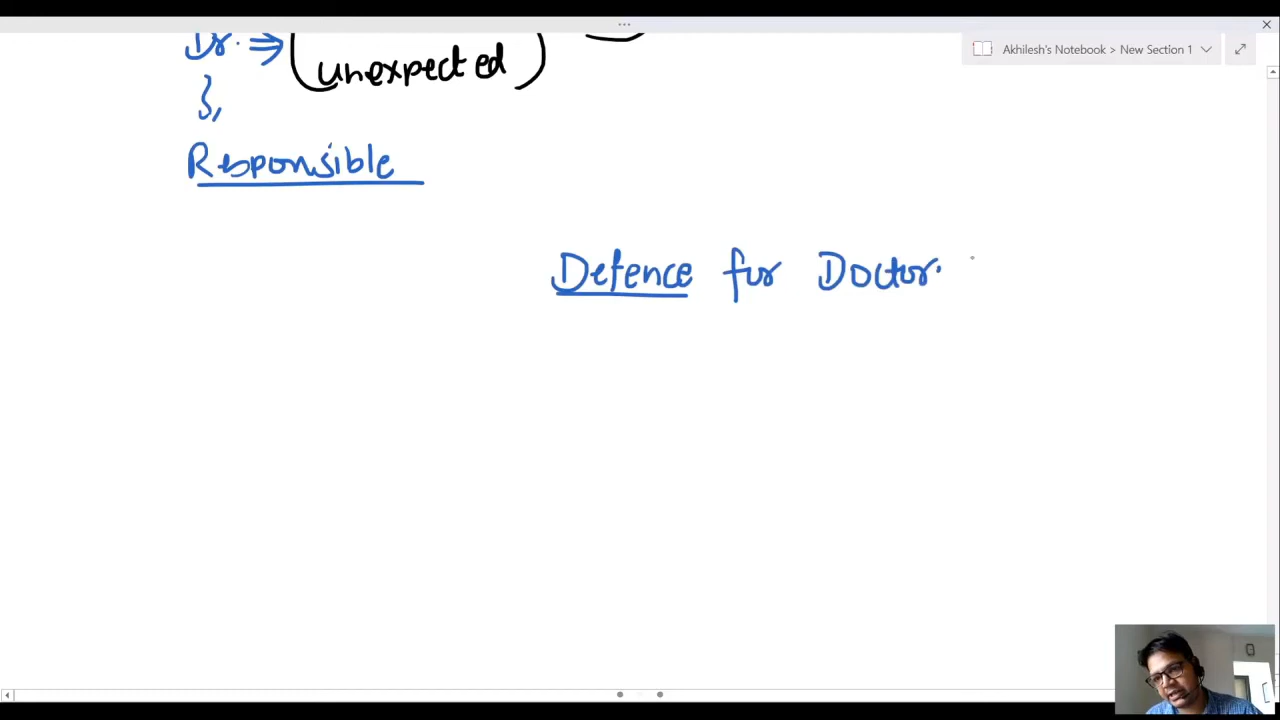 Akhilesh's Notebook > New Section 1
Dr. ⇒ (unexpected)
Responsible
Defence for Doctor.